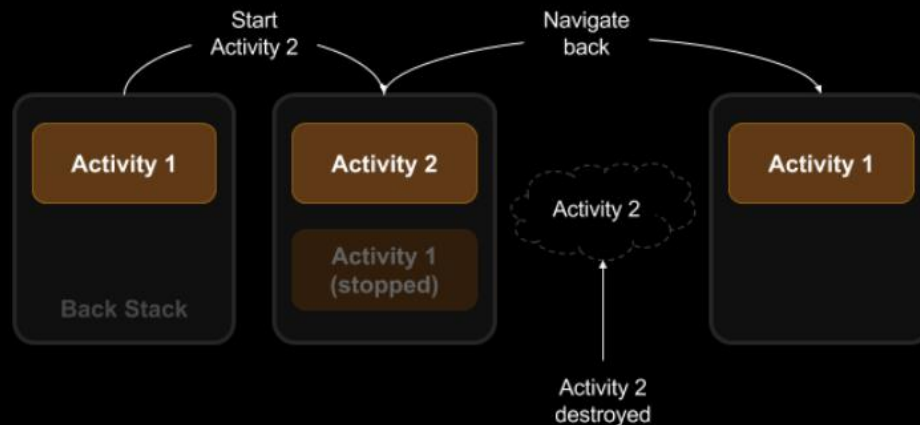 Start
Activity 2
Navigate
back
Activity 1
Activity 2
Activity 1
(stopped)
Activity 2
Activity 1
Back Stack
Activity 2
destroyed